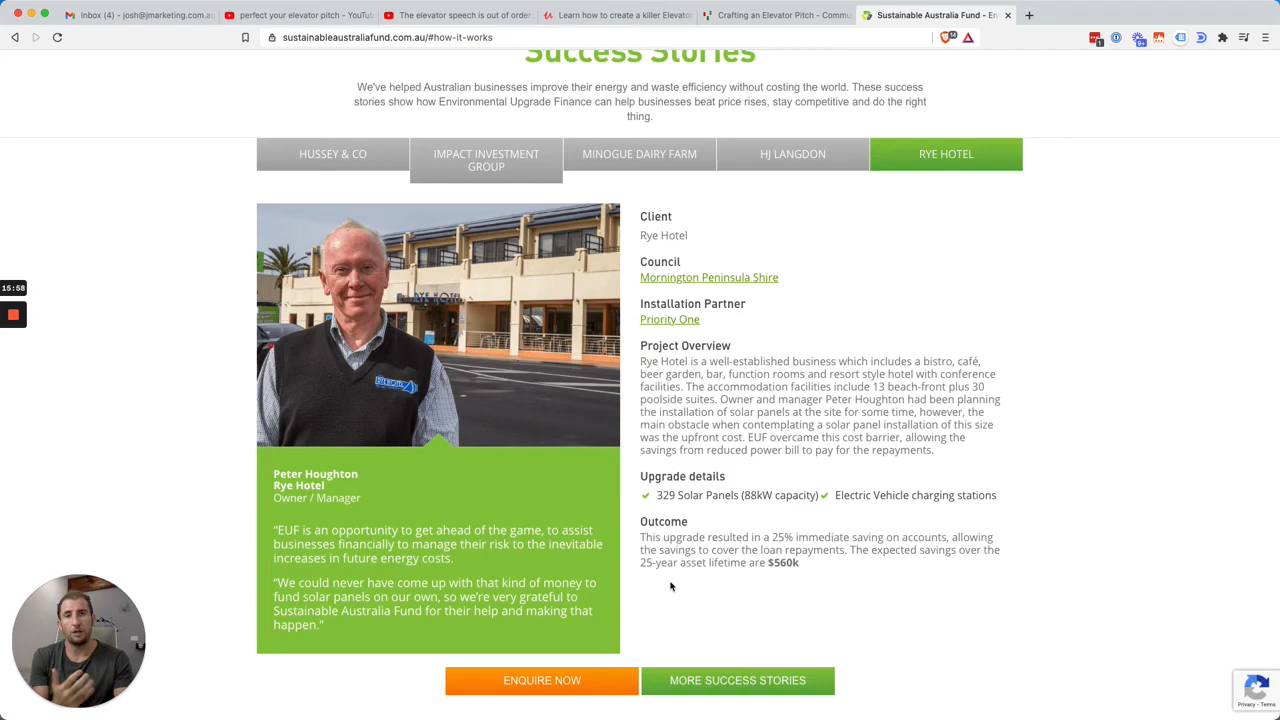 Inbox (4) - josh@jmarketing.com.au
perfect your elevator pitch - YouTu
The elevator speech is out of order
Learn how to create a killer Elevat
Crafting an Elevator Pitch - Comm
Sustainable Australia Fund - En
sustainableaustraliafund.com.au/#how-it-works
14
1
9+
Success Stories
We've helped Australian businesses improve their energy and waste efficiency without costing the world. These success
stories show how Environmental Upgrade Finance can help businesses beat price rises, stay competitive and do the right
thing.
HUSSEY & CO
IMPACT INVESTMENT
GROUP
MINOGUE DAIRY FARM
HJ LANGDON
RYE HOTEL
RYE HOTEL
Client
Rye Hotel
Council
Mornington Peninsula Shire
15:58
Installation Partner
Priority One
Project Overview
Rye Hotel is a well-established business which includes a bistro, café,
beer garden, bar, function rooms and resort style hotel with conference
facilities. The accommodation facilities include 13 beach-front plus 30
poolside suites. Owner and manager Peter Houghton had been planning
the installation of solar panels at the site for some time, however, the
main obstacle when contemplating a solar panel installation of this size
was the upfront cost. EUF overcame this cost barrier, allowing the
savings from reduced power bill to pay for the repayments.
Upgrade details
329 Solar Panels (88kW capacity)
Electric Vehicle charging stations
Outcome
This upgrade resulted in a 25% immediate saving on accounts, allowing
the savings to cover the loan repayments. The expected savings over the
25-year asset lifetime are $560k
Peter Houghton
Rye Hotel
Owner / Manager
“EUF is an opportunity to get ahead of the game, to assist
businesses financially to manage their risk to the inevitable
increases in future energy costs.
“We could never have come up with that kind of money to
fund solar panels on our own, so we’re very grateful to
Sustainable Australia Fund for their help and making that
happen.”
ENQUIRE NOW
MORE SUCCESS STORIES
Privacy - Terms